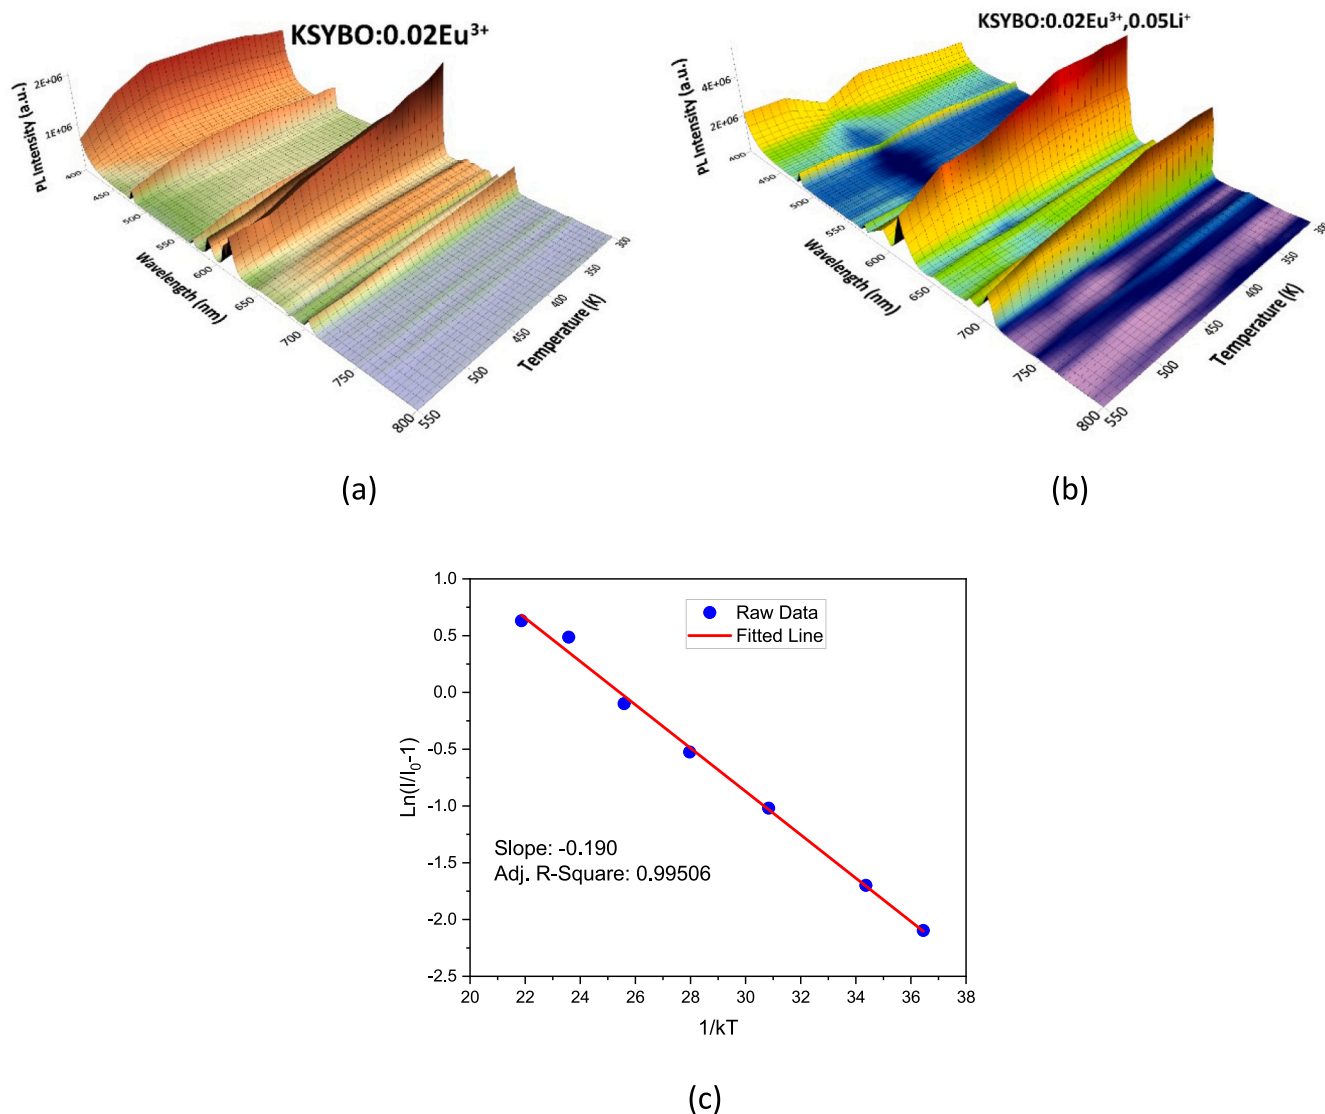 KSYBO:0.02Eu³⁺
PL Intensity (a.u.)
2E+06
1E+06
400
450
500
550
600
650
700
750
800
Wavelength (nm)
300
350
400
450
500
550
Temperature (K)
(a)
KSYBO:0.02Eu³⁺,0.05Li⁺
PL Intensity (a.u.)
4E+06
2E+06
400
450
500
550
600
650
700
750
800
Wavelength (nm)
350
400
450
500
550
Temperature (K)
(b)
1.0
0.5
0.0
-0.5
-1.0
-1.5
-2.0
-2.5
Ln(I/I₀-1)
Raw Data
Fitted Line
Slope: -0.190
Adj. R-Square: 0.99506
20 22 24 26 28 30 32 34 36 38
1/kT
(c)